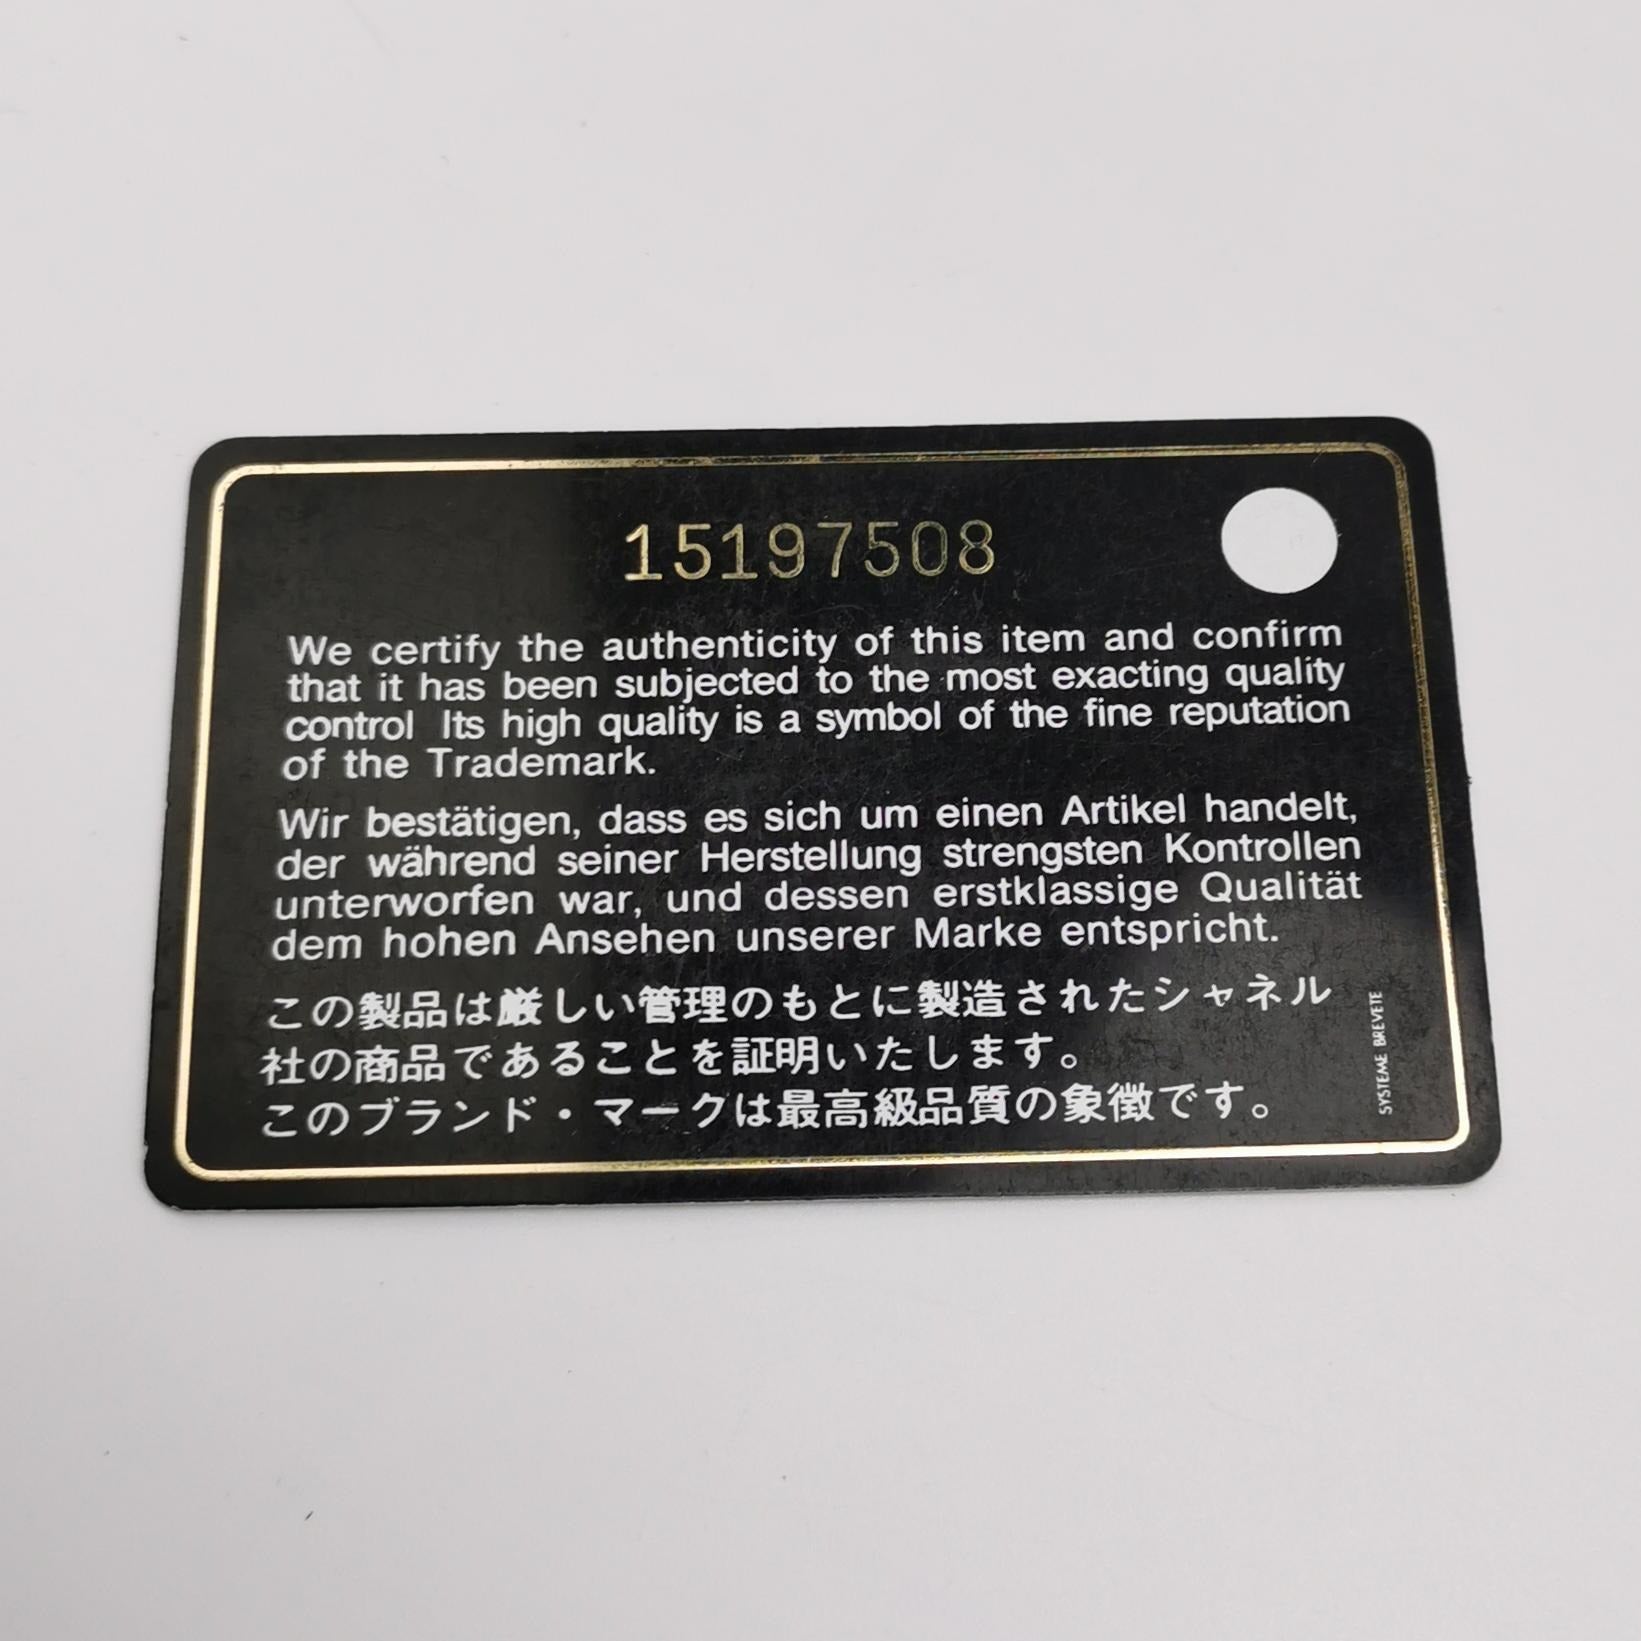 15197508
We certify the authenticity of this item and confirm
that it has been subjected to the most exacting quality
control Its high quality is a symbol of the fine reputation
of the Trademark.
Wir bestätigen, dass es sich um einen Artikel handelt,
der während seiner Herstellung strengsten Kontrollen
unterworfen war, und dessen erstklassige Qualität
dem hohen Ansehen unserer Marke entspricht.
この製品は厳しい管理のもとに製造されたシャネル
社の商品であることを証明いたします。
このブランド・マークは最高級品質の象徴です。
SYSTEME BREVETE